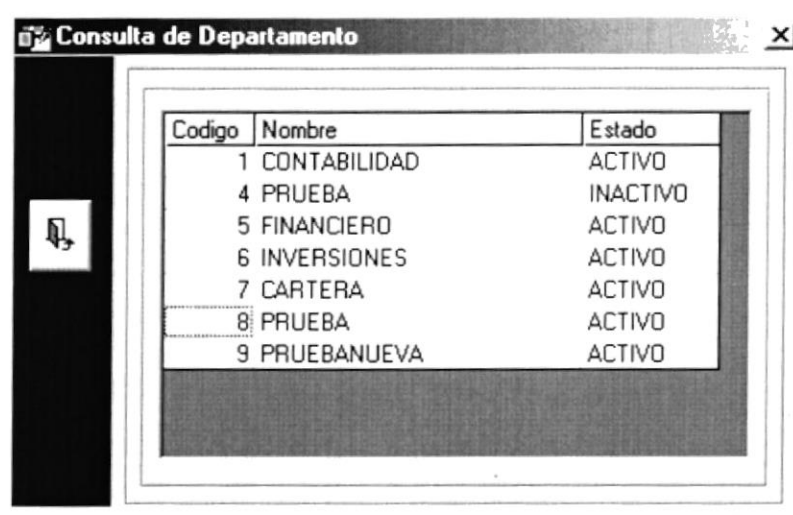 Consulta de Departamento
Codigo Nombre Estado
1 CONTABILIDAD ACTIVO
4 PRUEBA INACTIVO
5 FINANCIERO ACTIVO
6 INVERSIONES ACTIVO
7 CARTERA ACTIVO
8 PRUEBA ACTIVO
9 PRUEBANUEVA ACTIVO